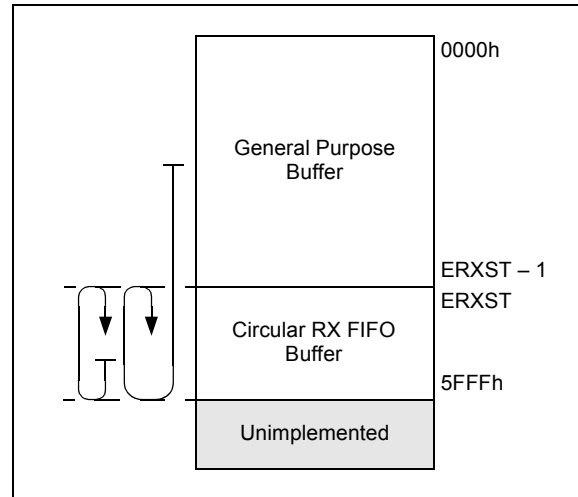 0000h
General Purpose
Buffer
ERXST – 1
ERXST
Circular RX FIFO
Buffer
5FFFh
Unimplemented